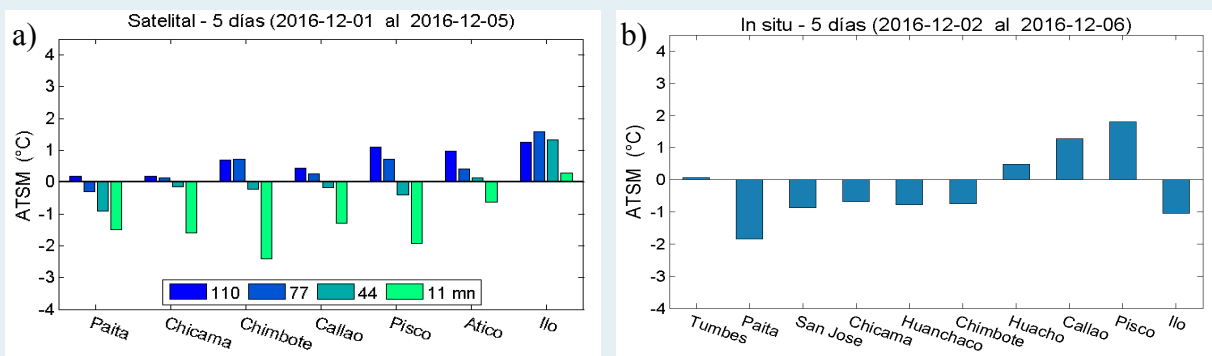 a)
Satelital - 5 días (2016-12-01 al 2016-12-05)
ATSM (°C)
4
3
2
1
0
-1
-2
-3
-4
110 77 44 11 mn
Paita Chicama Chimbote Callao Pisco Atico Ilo
b)
In situ - 5 días (2016-12-02 al 2016-12-06)
ATSM (°C)
4
3
2
1
0
-1
-2
-3
-4
Tumbes Paita San Jose Chicama Huanchaco Chimbote Huacho Callao Pisco Ilo